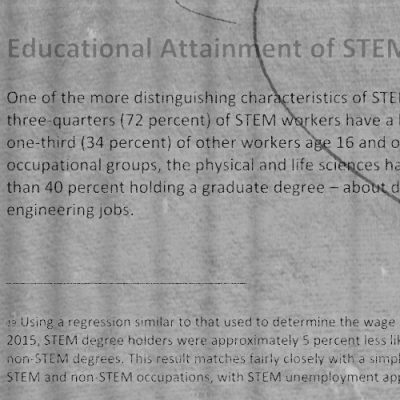 Educational Attainment of STEM
One of the more distinguishing characteristics of STE
three-quarters (72 percent) of STEM workers have a
one-third (34 percent) of other workers age 16 and o
occupational groups, the physical and life sciences ha
than 40 percent holding a graduate degree – about d
engineering jobs.
Using a regression similar to that used to determine the wage
2015, STEM degree holders were approximately 5 percent less li
non-STEM degrees. This result matches fairly closely with a simpl
STEM and non-STEM occupations, with STEM unemployment app